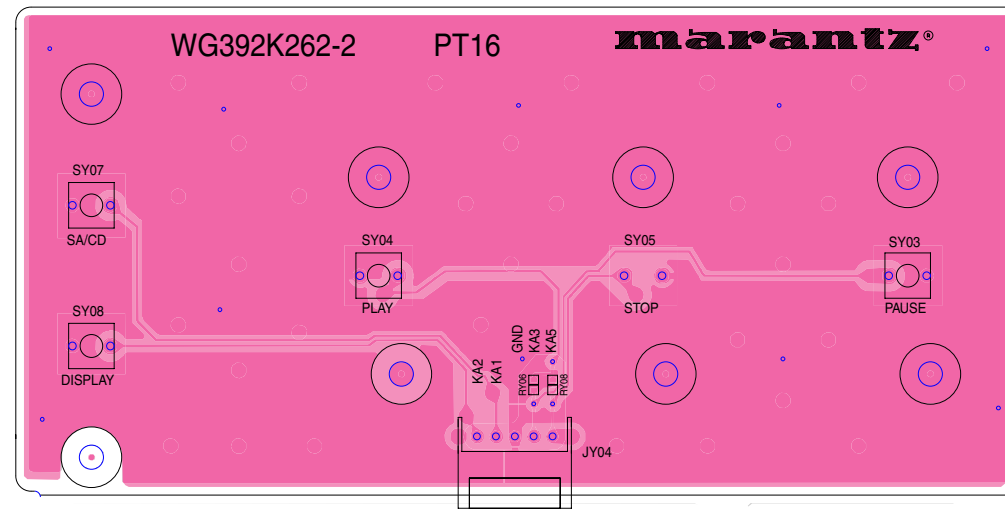 WG392K262-2 PT16 marantz®
SY07
SA/CD
SY04
PLAY
SY05
STOP
SY03
PAUSE
SY08
DISPLAY
KA2
KA1
GND
KA3
KA5
RY06
RY08
JY04